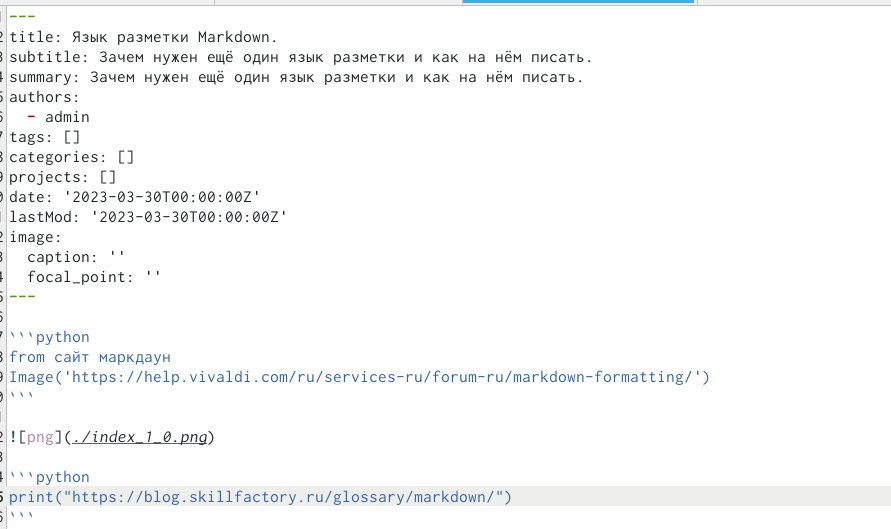 ---
title: Язык разметки Markdown.
subtitle: Зачем нужен ещё один язык разметки и как на нём писать.
summary: Зачем нужен ещё один язык разметки и как на нём писать.
authors:
  - admin
tags: []
categories: []
projects: []
date: '2023-03-30T00:00:00Z'
lastMod: '2023-03-30T00:00:00Z'
image:
  caption: ''
  focal_point: ''
---
```python
from сайт маркдаун
Image('https://help.vivaldi.com/ru/services-ru/forum-ru/markdown-formatting/')
```
![png](./index_1_0.png)
```python
print("https://blog.skillfactory.ru/glossary/markdown/")
```